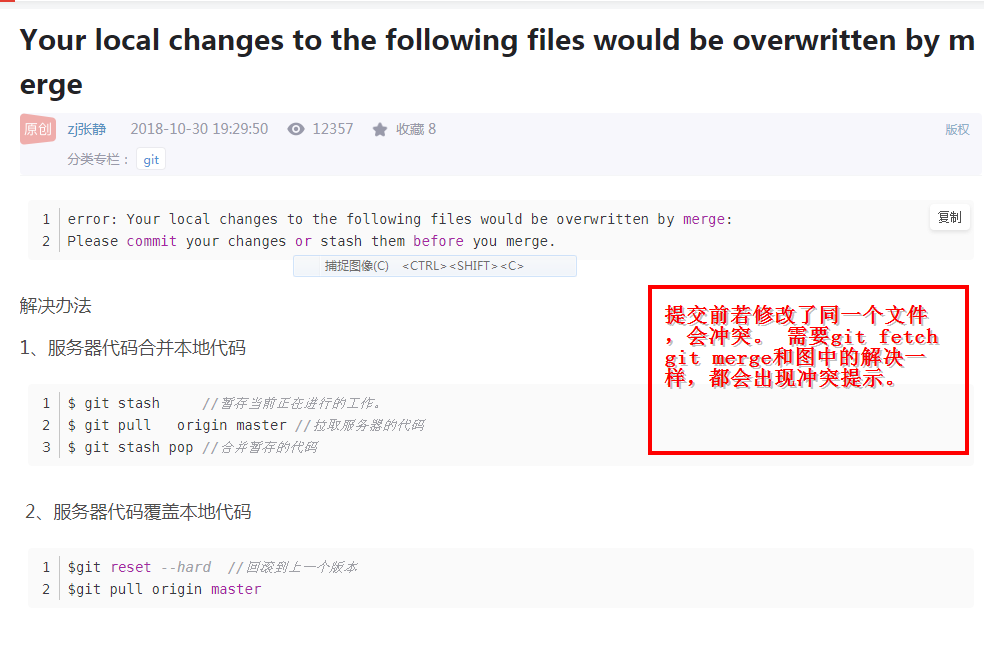 Your local changes to the following files would be overwritten by m
erge
原创 zj张静 2018-10-30 19:29:50 12357 收藏 8 版权
分类专栏： git
1 error: Your local changes to the following files would be overwritten by merge: 复制
2 Please commit your changes or stash them before you merge.
捕捉图像(C) <CTRL><SHIFT><C>
解决办法
提交前若修改了同一个文件
，会冲突。 需要git fetch
git merge和图中的解决一
样，都会出现冲突提示。
1、服务器代码合并本地代码
1 $ git stash //暂存当前正在进行的工作。
2 $ git pull origin master //拉取服务器的代码
3 $ git stash pop //合并暂存的代码
2、服务器代码覆盖本地代码
1 $git reset --hard //回滚到上一个版本
2 $git pull origin master